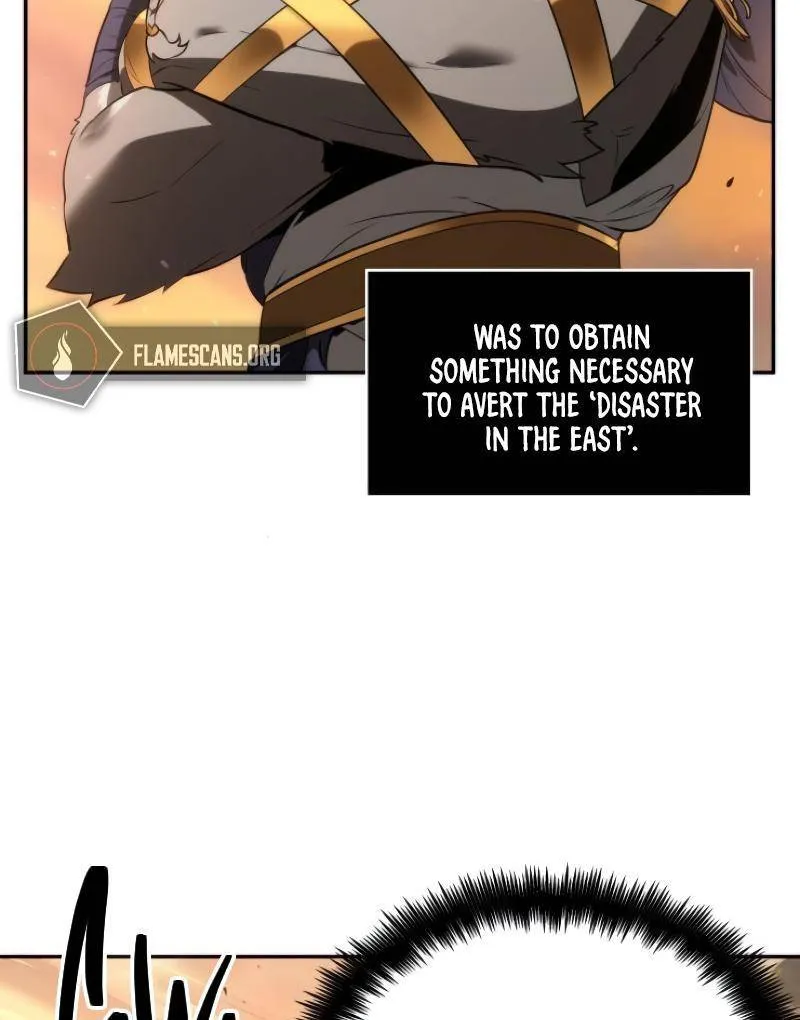 FLAMESCANS.ORG
WAS TO OBTAIN
SOMETHING NECESSARY
TO AVERT THE ‘DISASTER
IN THE EAST’.